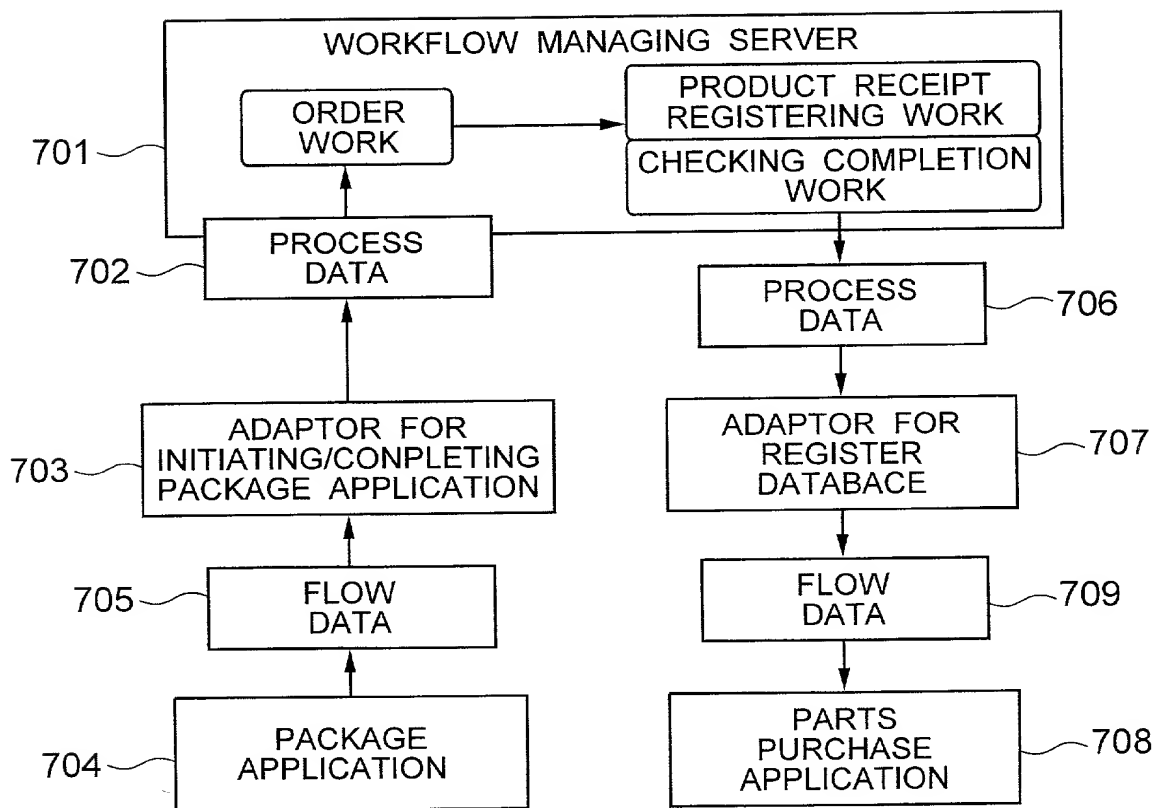 WORKFLOW MANAGING SERVER
ORDER
WORK
PRODUCT RECEIPT
REGISTERING WORK
CHECKING COMPLETION
WORK
701
PROCESS
DATA
702
PROCESS
DATA
706
ADAPTOR FOR
INITIATING/CONPLETING
PACKAGE APPLICATION
703
ADAPTOR FOR
REGISTER
DATABACE
707
FLOW
DATA
705
FLOW
DATA
709
PACKAGE
APPLICATION
704
PARTS
PURCHASE
APPLICATION
708